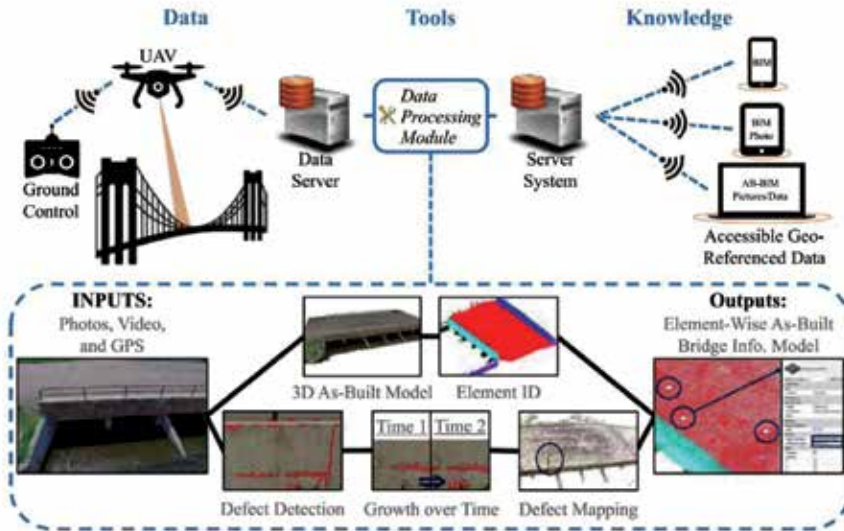 Data
Tools
Knowledge
UAV
Ground
Control
Data
Server
Data
Processing
Module
Server
System
BIM
BIM
Photo
AB-BIM
Pictures/Data
Accessible Geo-
Referenced Data
INPUTS:
Photos, Video,
and GPS
3D As-Built Model
Element ID
Outputs:
Element-Wise As-Built
Bridge Info. Model
Time 1
Time 2
Defect Detection
Growth over Time
Defect Mapping